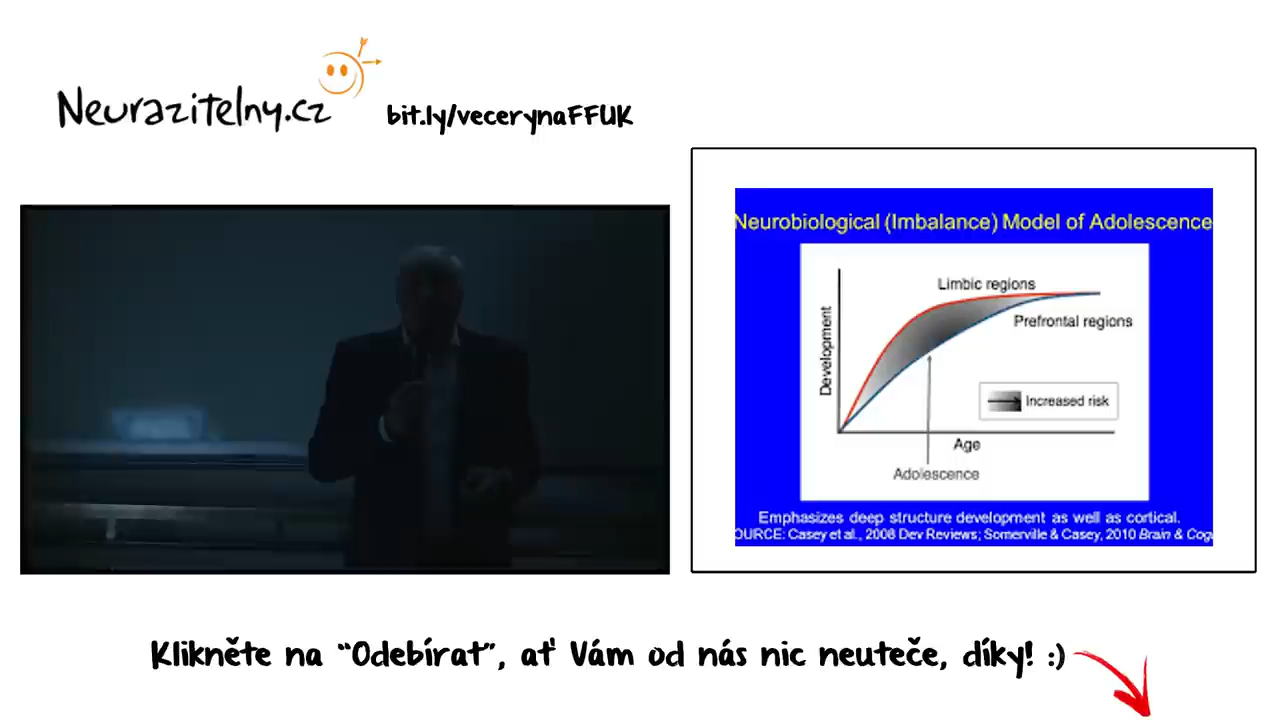 Neurazitelny.cz
bit.ly/vecerynaFFUK
Neurobiological (Imbalance) Model of Adolescence
Limbic regions
Prefrontal regions
Development
Increased risk
Age
Adolescence
Emphasizes deep structure development as well as cortical.
OURCE: Casey et al., 2008 Dev Reviews; Somerville & Casey, 2010 Brain & Cog
Klikněte na “Odebírat”, ať Vám od nás nic neuteče, díky! :)